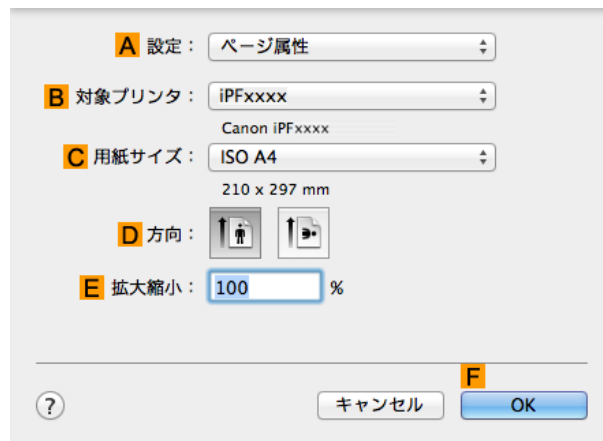 A 設定： ページ属性
B 対象プリンタ： iPFxxxx
Canon iPFxxxx
C 用紙サイズ： ISO A4
210 x 297 mm
D 方向：
E 拡大縮小： 100 %
F
? キャンセル OK